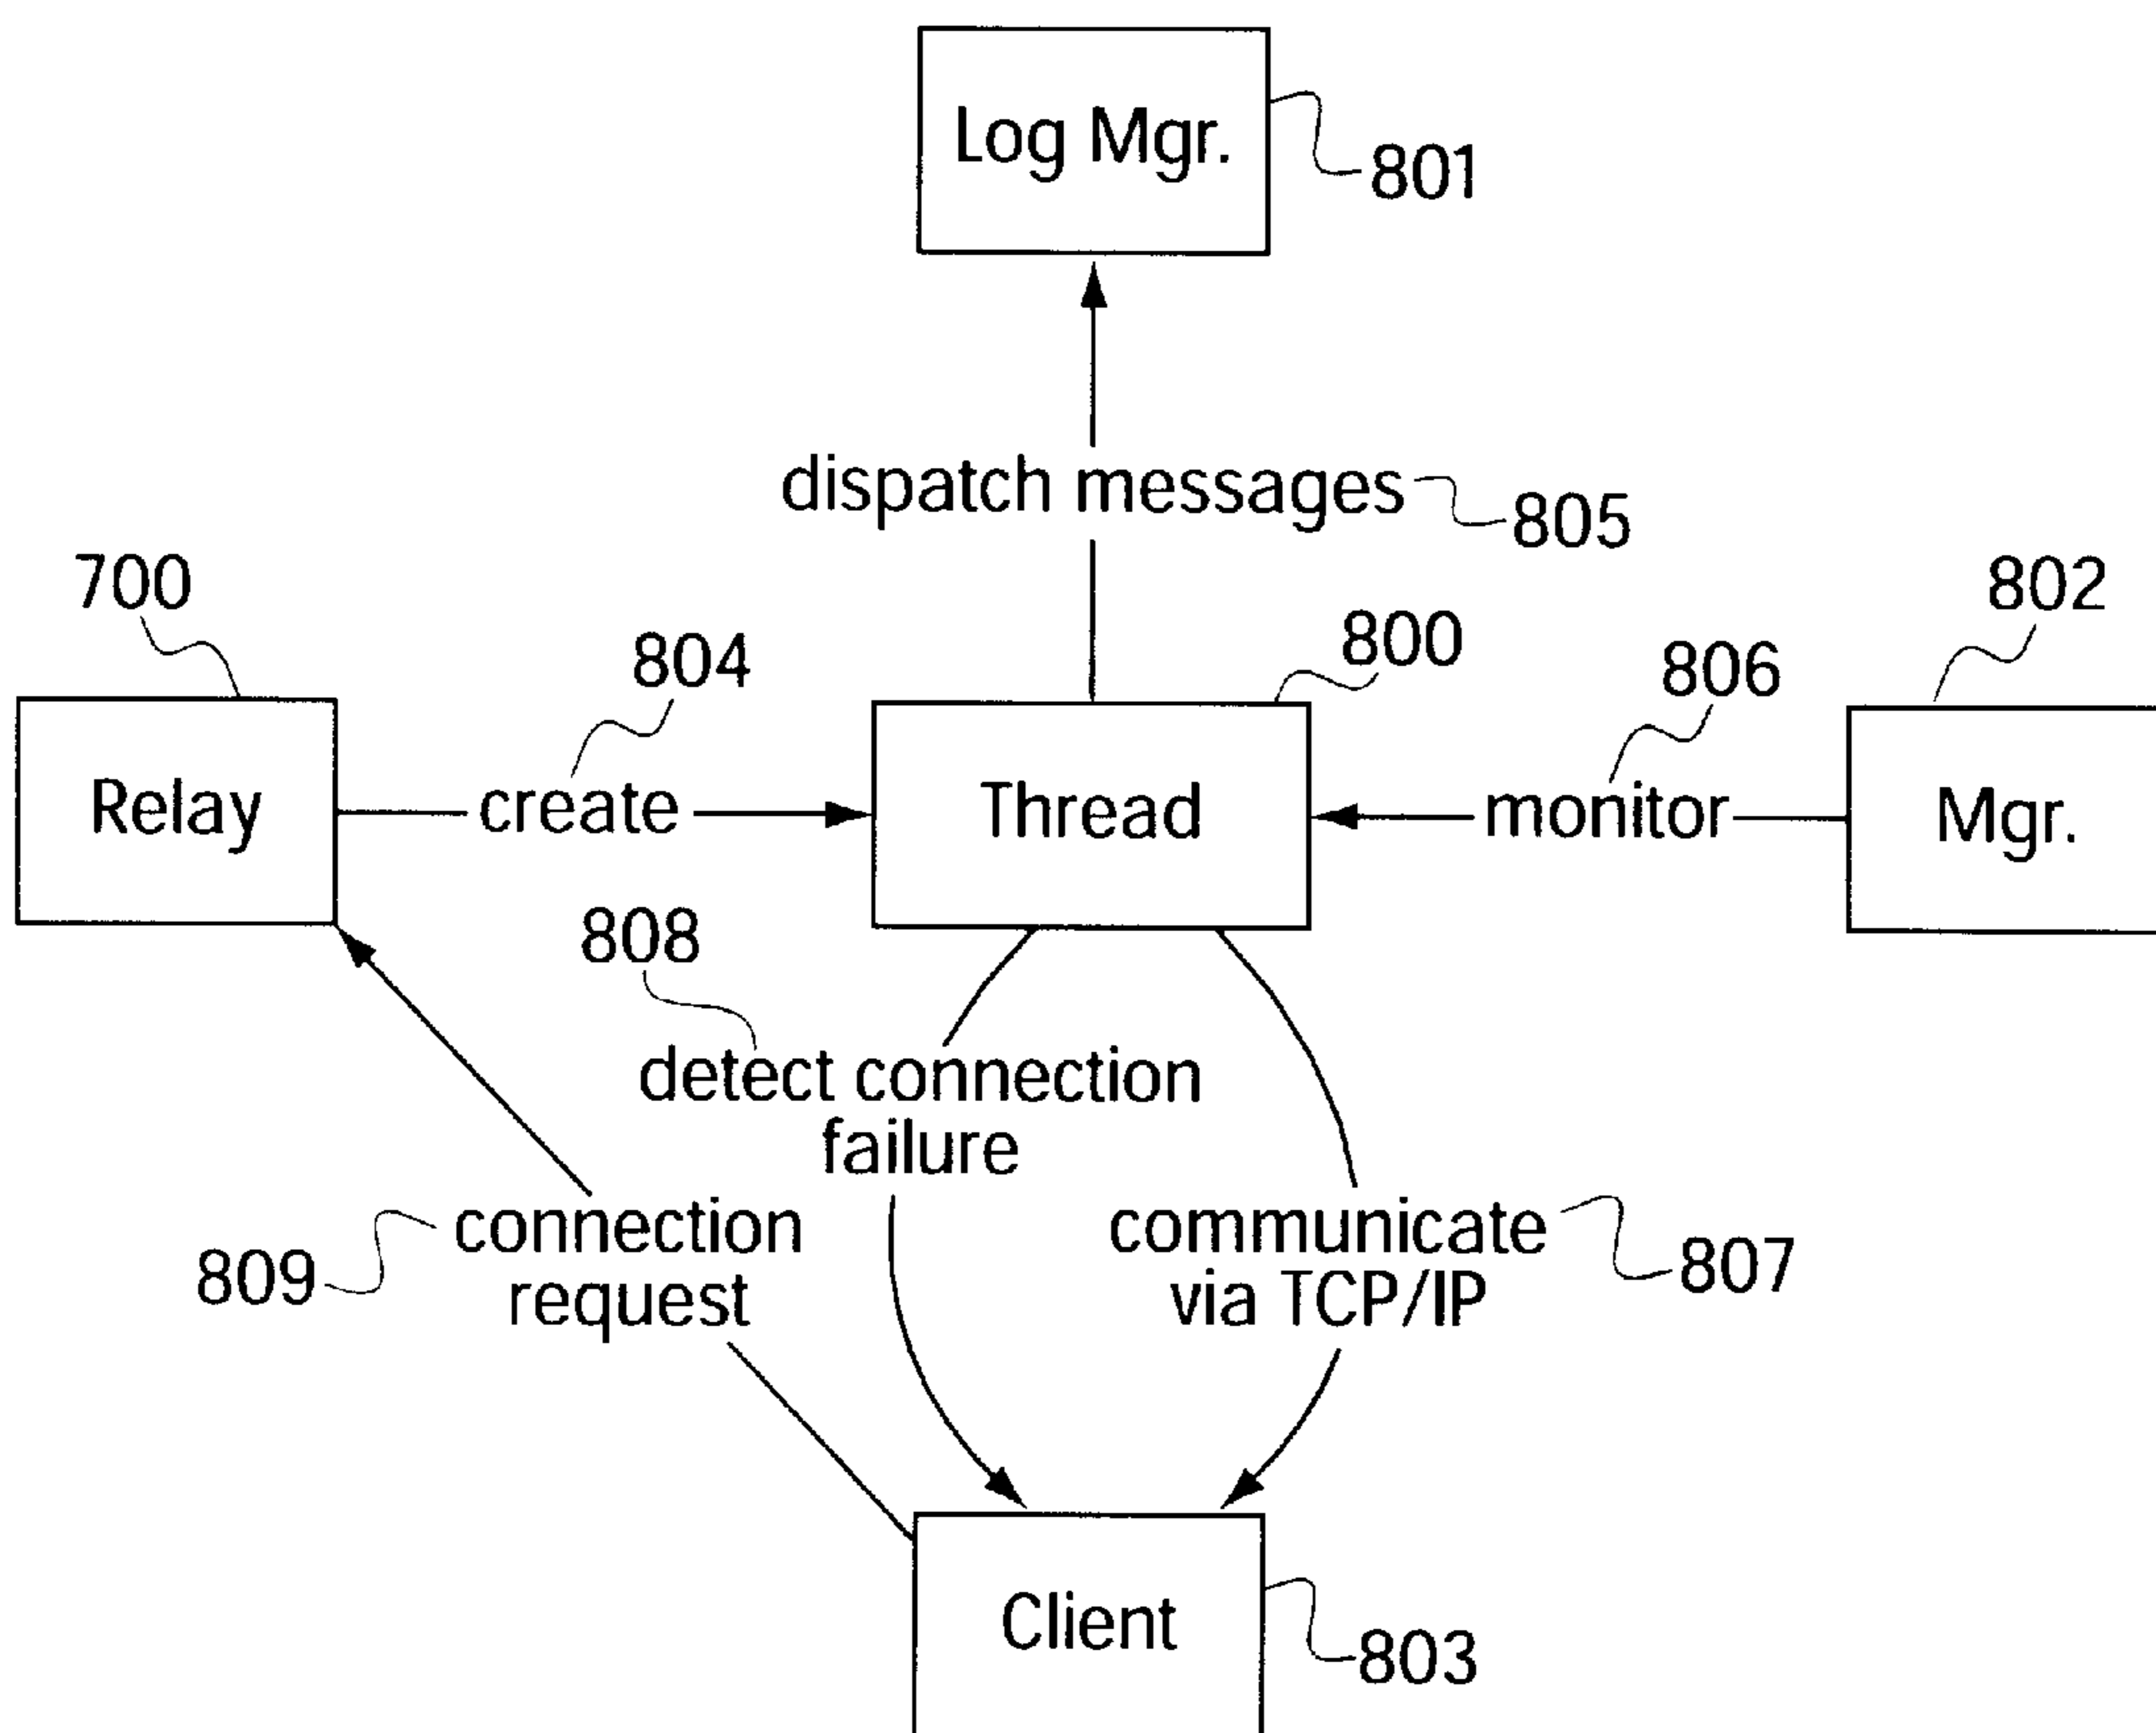 Log Mgr.
801
dispatch messages
805
700
804
800
806
802
Relay
create
Thread
monitor
Mgr.
808
detect connection
failure
809
connection
request
communicate
via TCP/IP
807
Client
803